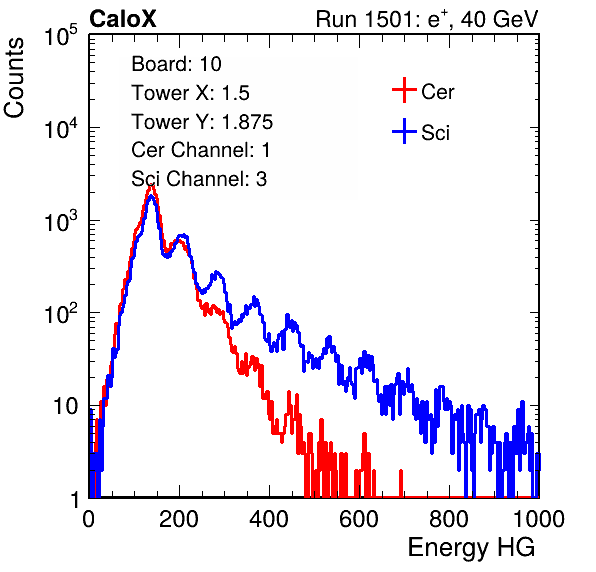 CaloX Run 1501: e⁺, 40 GeV
Counts
10⁵
10⁴
10³
10²
10
1
Board: 10
Tower X: 1.5
Tower Y: 1.875
Cer Channel: 1
Sci Channel: 3
Cer
Sci
0 200 400 600 800 1000
Energy HG